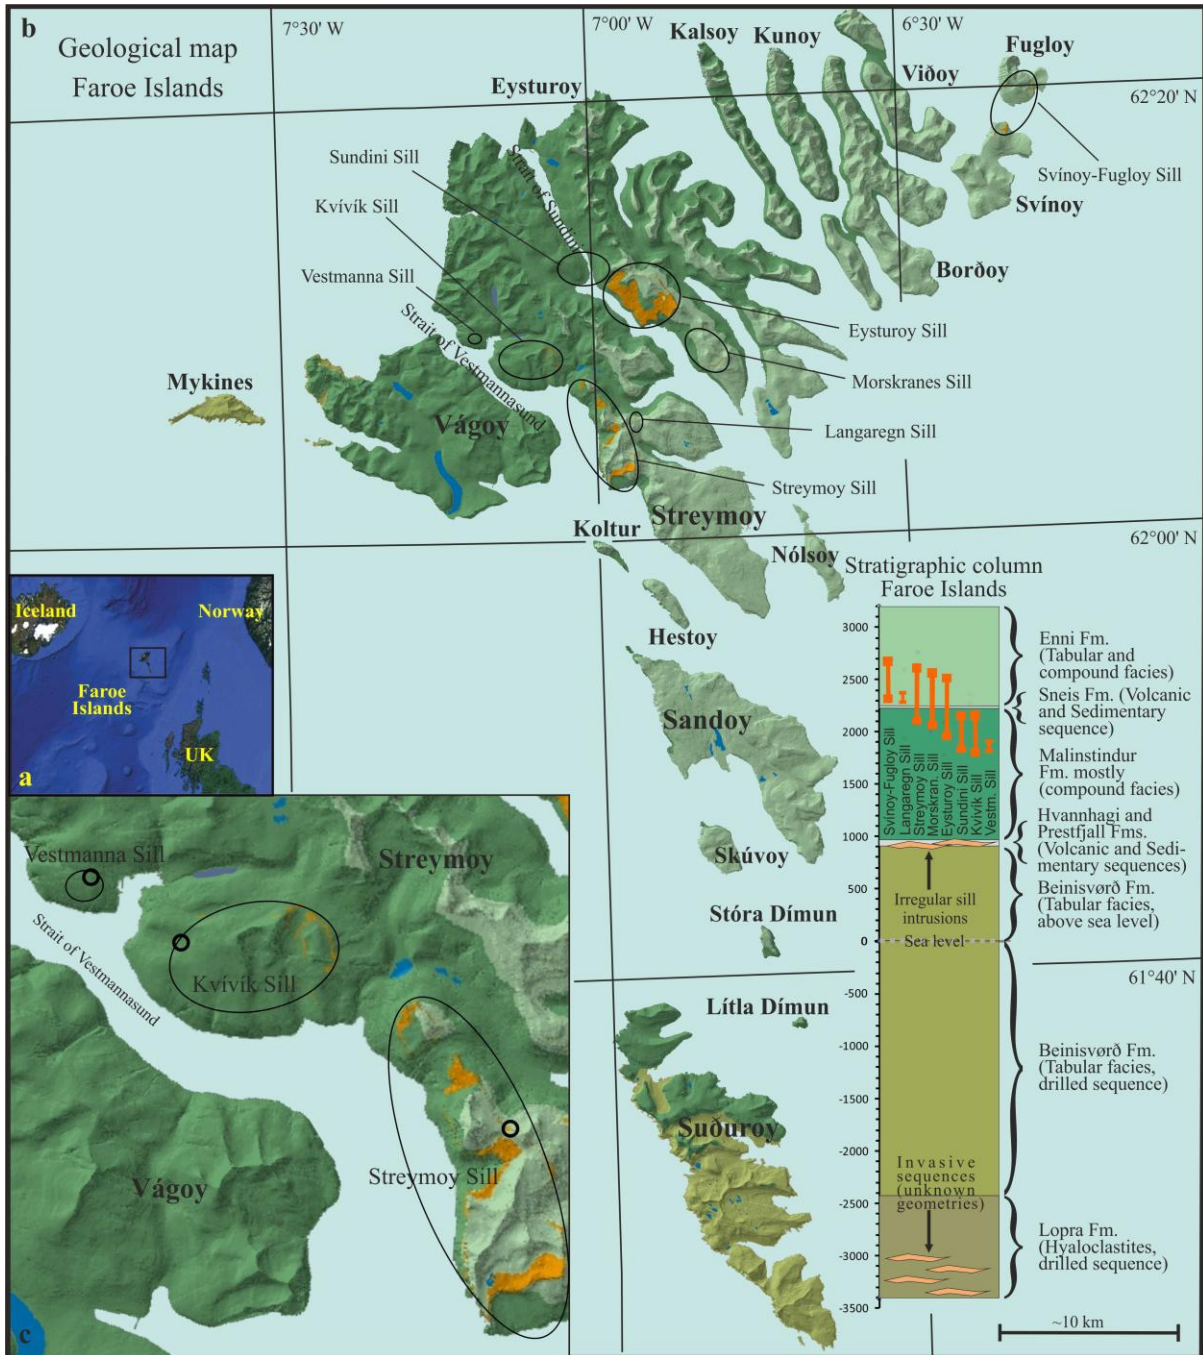 b
Geological map
Faroe Islands
7°30' W
7°00' W
6°30' W
Kalsoy
Kunoy
Viðoy
Fugloy
Eysturoy
62°20' N
Sundini Sill
Strait of Sundini
Svínoy-Fugloy Sill
Kvívík Sill
Svínoy
Vestmanna Sill
Borðoy
Strait of Vestmannasund
Eysturoy Sill
Mykines
Morskranes Sill
Vágoy
Langaregn Sill
Streymoy Sill
Streymoy
Koltur
62°00' N
Nólsoy
Hestoy
Sandoy
Skúvoy
Stóra Dímun
61°40' N
Lítla Dímun
Suðuroy
Iceland
Norway
Faroe
Islands
UK
a
Stratigraphic column
Faroe Islands
3000
2500
2000
1500
1000
500
0
-500
-1000
-1500
-2000
-2500
-3000
-3500
Svínoy-Fugloy Sill
Langaregn Sill
Streymoy Sill
Morskran. Sill
Eysturoy Sill
Sundini Sill
Kvívík Sill
Vestm. Sill
Irregular sill
intrusions
Sea level
Invasive
sequences
(unknown
geometries)
Enni Fm.
(Tabular and
compound facies)
Sneis Fm. (Volcanic
and Sedimentary
sequence)
Malinstindur
Fm. mostly
(compound facies)
Hvannhagi and
Prestfjall Fms.
(Volcanic and Sedi-
mentary sequences)
Beinisvørð Fm.
(Tabular facies,
above sea level)
Beinisvørð Fm.
(Tabular facies,
drilled sequence)
Lopra Fm.
(Hyaloclastites,
drilled sequence)
~10 km
Vestmanna Sill
Streymoy
Strait of Vestmannasund
Kvívík Sill
Streymoy Sill
Vágoy
c